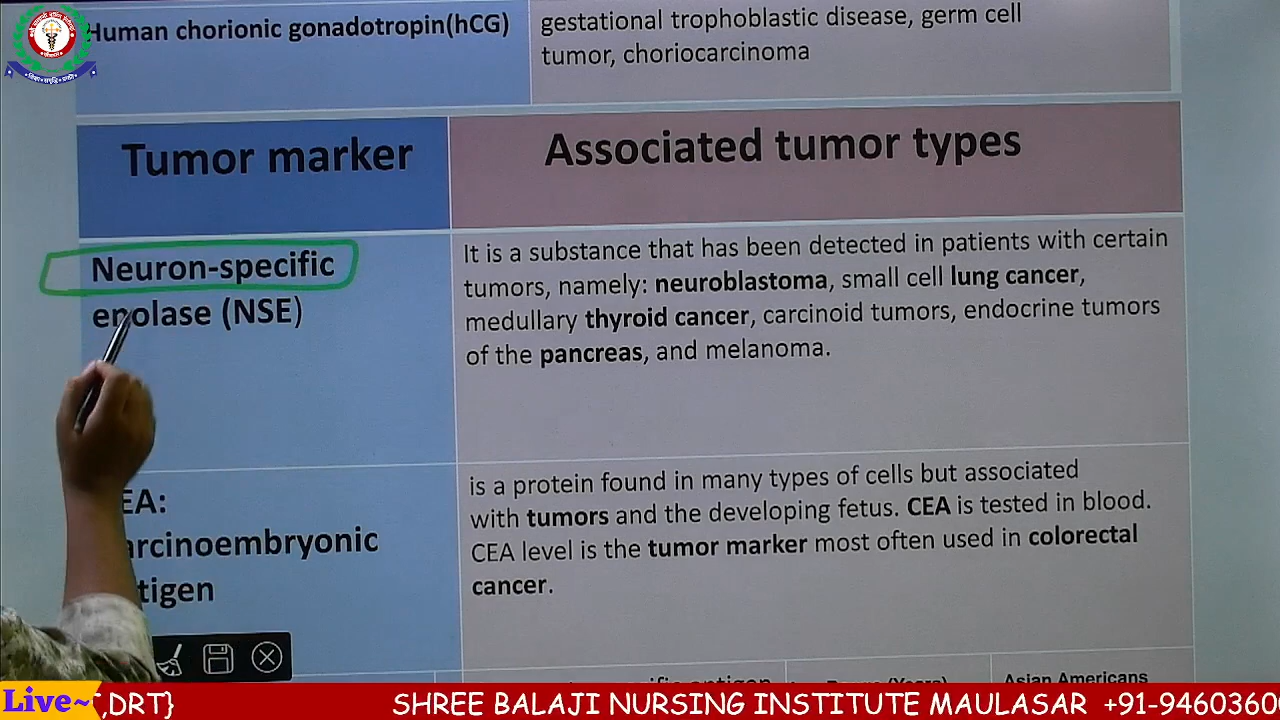 Human chorionic gonadotropin(hCG)
gestational trophoblastic disease, germ cell
tumor, choriocarcinoma
Tumor marker
Associated tumor types
Neuron-specific
enolase (NSE)
It is a substance that has been detected in patients with certain
tumors, namely: neuroblastoma, small cell lung cancer,
medullary thyroid cancer, carcinoid tumors, endocrine tumors
of the pancreas, and melanoma.
EA:
arcinoembryonic
tigen
is a protein found in many types of cells but associated
with tumors and the developing fetus. CEA is tested in blood.
CEA level is the tumor marker most often used in colorectal
cancer.
Asian Americans
Live~
,DRT}
SHREE BALAJI NURSING INSTITUTE MAULASAR +91-9460360